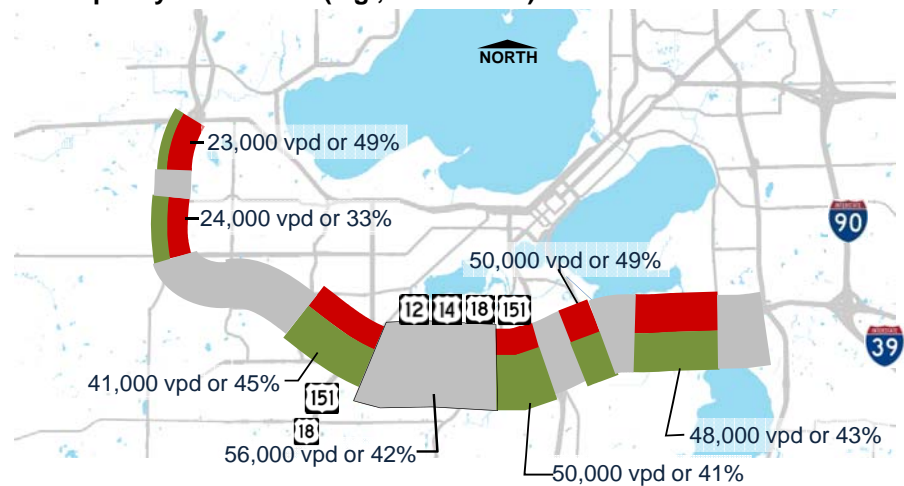 NORTH
23,000 vpd or 49%
24,000 vpd or 33%
INTERSTATE
90
50,000 vpd or 49%
12 14 18 151
INTERSTATE
39
41,000 vpd or 45%
151
18
56,000 vpd or 42%
48,000 vpd or 43%
50,000 vpd or 41%